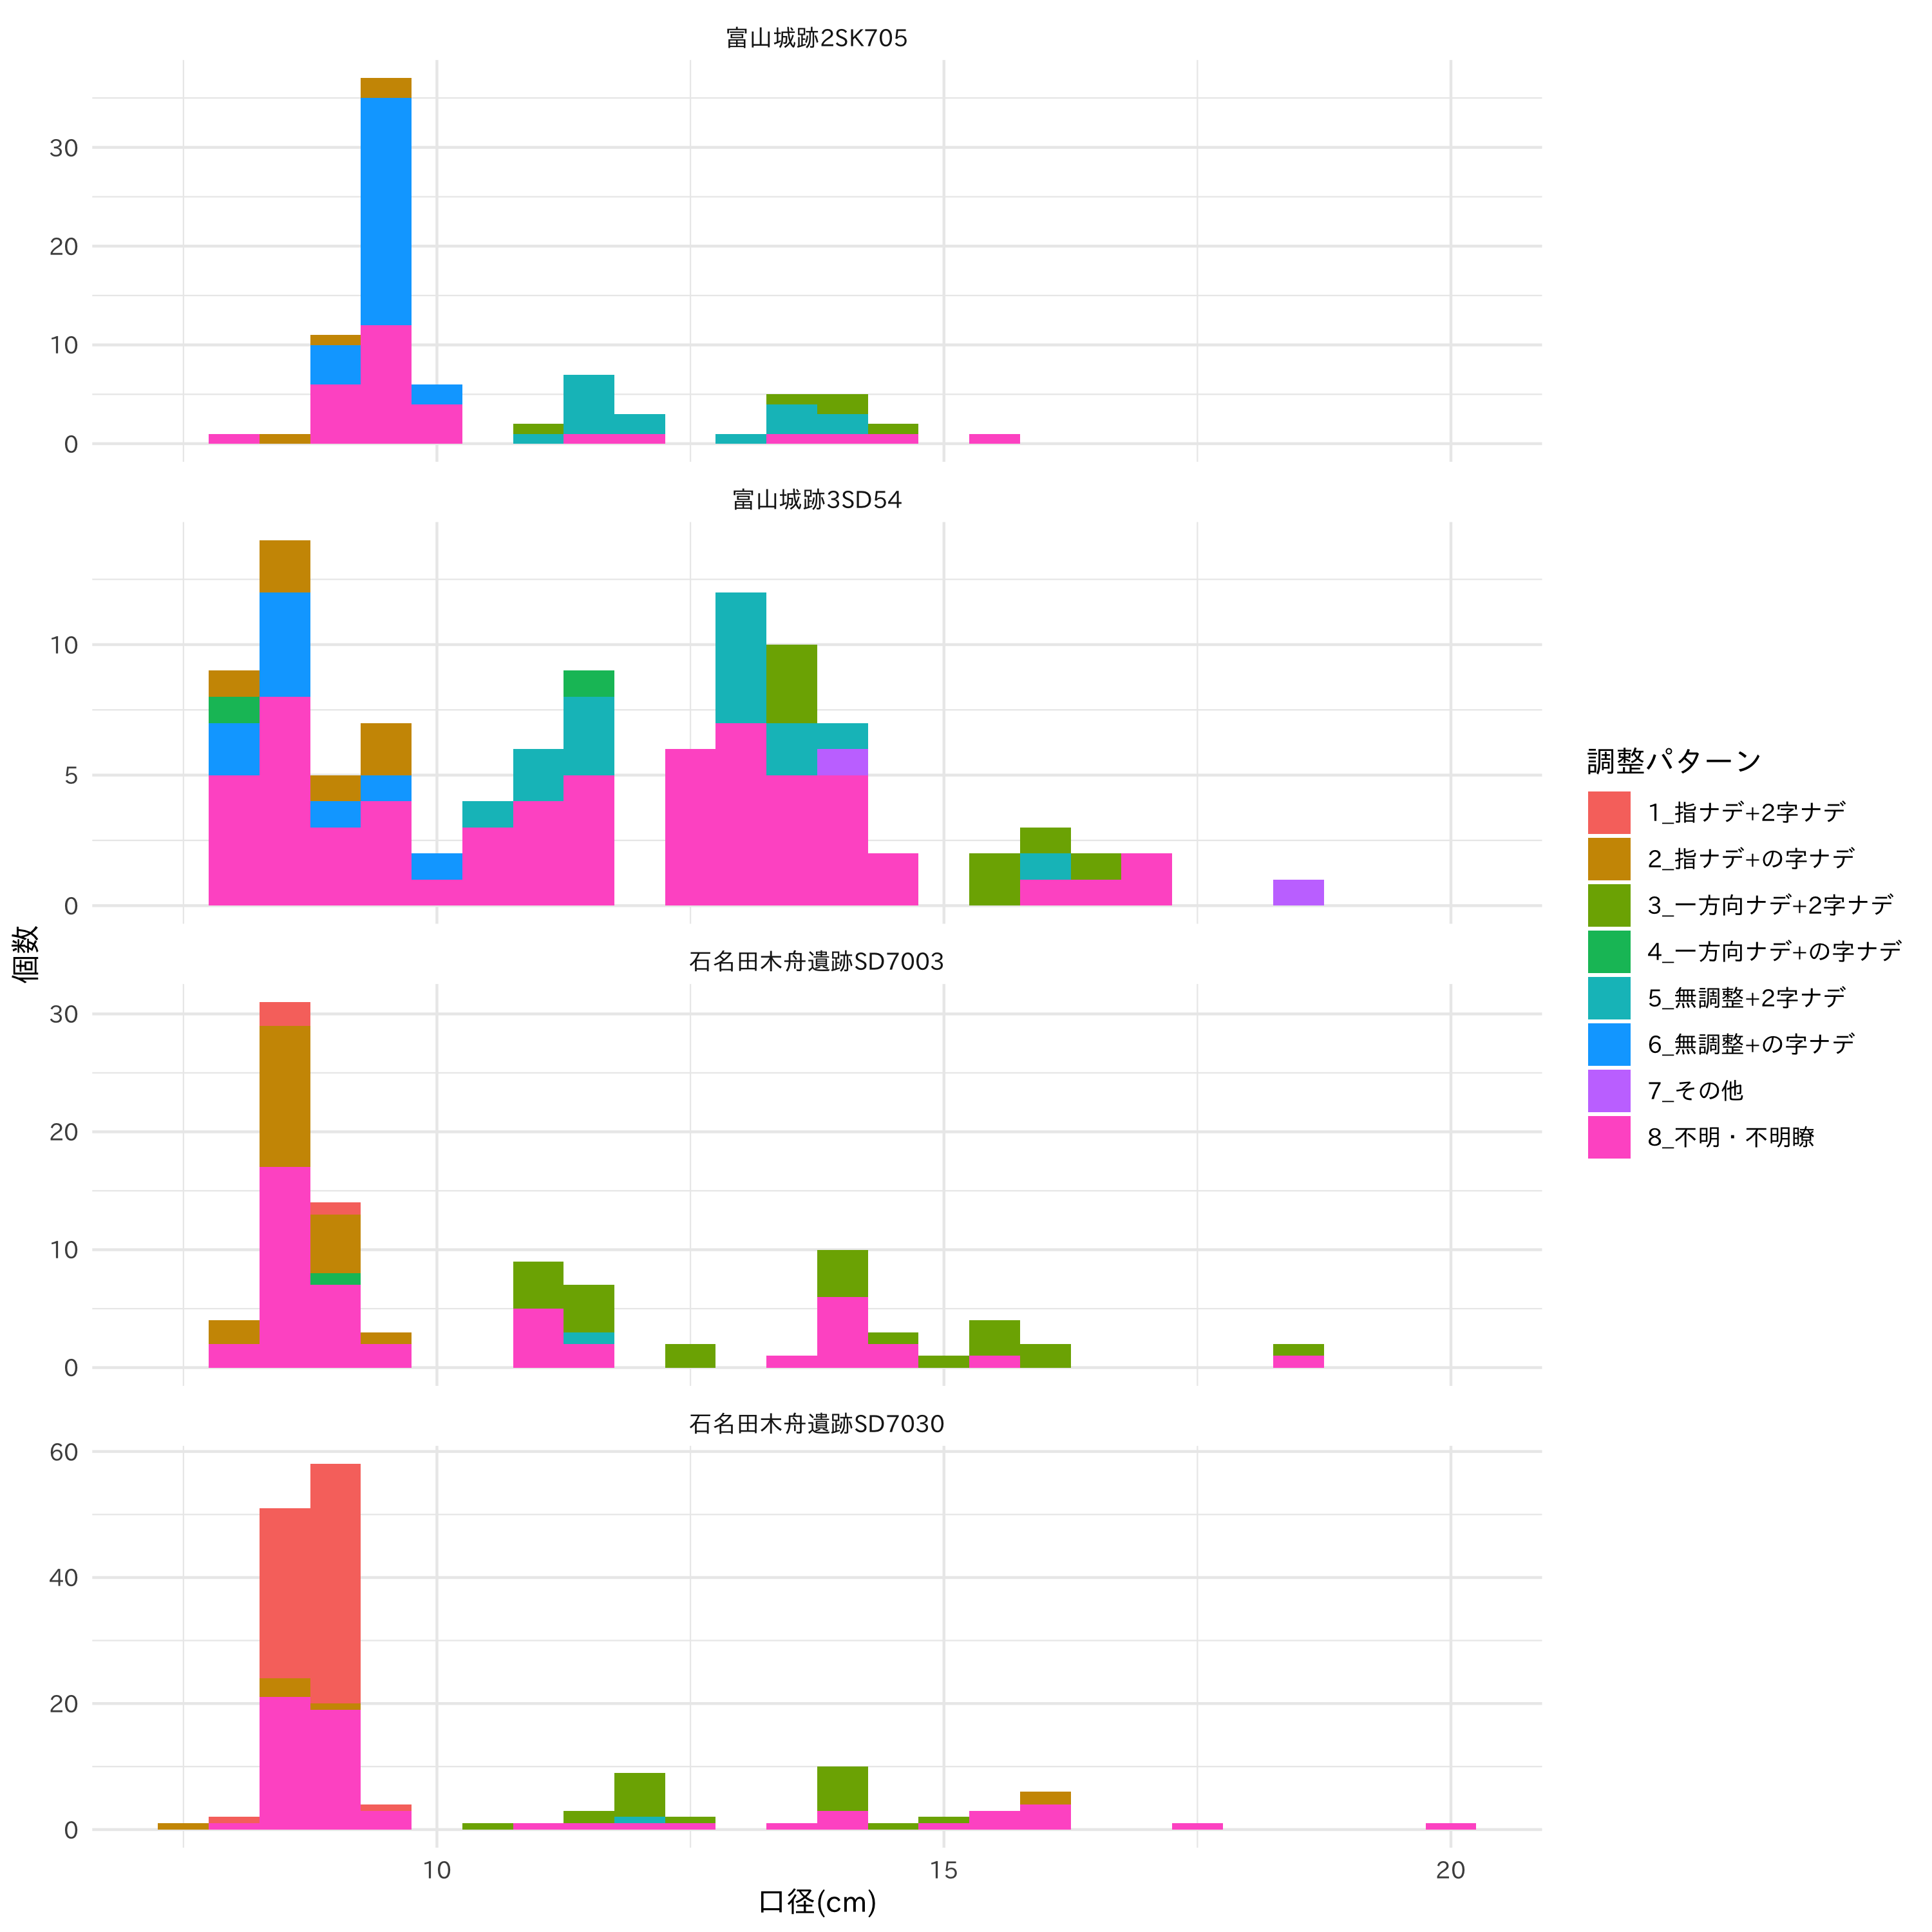 富山城跡2SK705
30
20
10
0
富山城跡3SD54
10
5
0
石名田木舟遺跡SD7003
30
20
10
0
石名田木舟遺跡SD7030
60
40
20
0
10
15
20
口径(cm)
個数
調整パターン
1_指ナデ+2字ナデ
2_指ナデ+の字ナデ
3_一方向ナデ+2字ナデ
4_一方向ナデ+の字ナデ
5_無調整+2字ナデ
6_無調整+の字ナデ
7_その他
8_不明・不明瞭